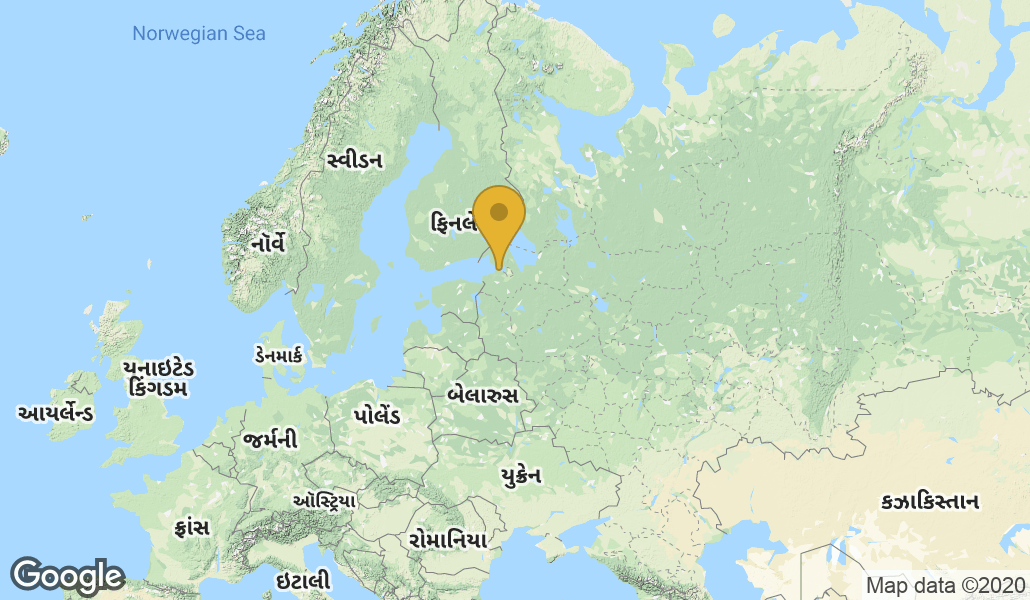 Norwegian Sea
સ્વીડન
ફિનલે
નૉર્વે
ડેનમાર્ક
યુનાઇટેડ
કિંગડમ
આયર્લેન્ડ
બેલારુસ
પોલેંડ
જર્મની
યુક્રેન
ઑસ્ટ્રિયા
કઝાકિસ્તાન
ફ્રાંસ
રોમાનિયા
ઇટાલી
Google
Map data ©2020